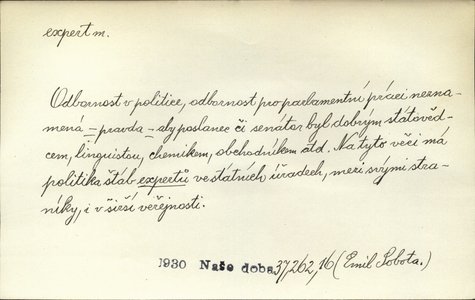 expert m.
Odbornost v politice, odbornost pro parlamentní práci nezna-
mená – pravda – aby poslanec či senátor byl dobrým státověd-
cem, linguistou, chemikem, obchodníkem atd. Na tyto věci má
politika štáb expertů ve státních úřadech, mezi svými stra-
níky, i v širší veřejnosti.
1930 Naše doba 37, 262, 16 (Emil Sobota.)